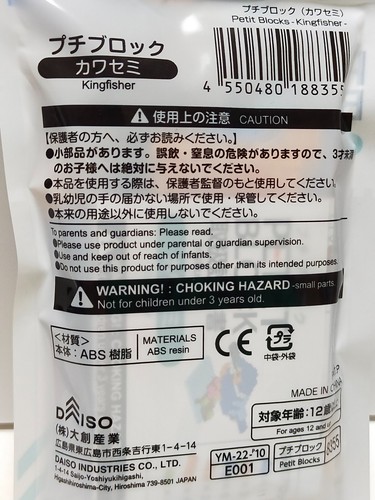 プチブロック（カワセミ）
Petit Blocks -Kingfisher-
プチブロック
カワセミ
Kingfisher
4 550480 188355
使用上の注意 CAUTION
【保護者の方へ、必ずお読みください。】
●小部品があります。誤飲・窒息の危険がありますので、3才未満
のお子様へは絶対に与えないでください。
●本品を使用する際は、保護者監督のもと使用してください。
●乳幼児の手の届かない場所で使用・保管してください。
●本来の用途以外に使用しないでください。
To parents and guardians: Please read.
●Please use product under parental or guardian supervision.
●Use and keep out of reach of infants.
●Do not use this product for purposes other than its intended purposes.
WARNING! : CHOKING HAZARD -small parts
Not for children under 3 years old.
＜材質＞
本体：ABS 樹脂
MATERIALS
ABS resin
CE
プラ
中袋・外袋
MADE IN
対象年齢：12歳
For ages 12 and
DAISO
(株)大創産業
広島県東広島市西条吉行東1-4-14
DAISO INDUSTRIES CO., LTD.
1-4-14 Saijo-Yoshiyukihigashi,
Higashihiroshima-City, Hiroshima 739-8501 JAPAN
YM-22-'10
E001
プチブロック
Petit Blocks
8355